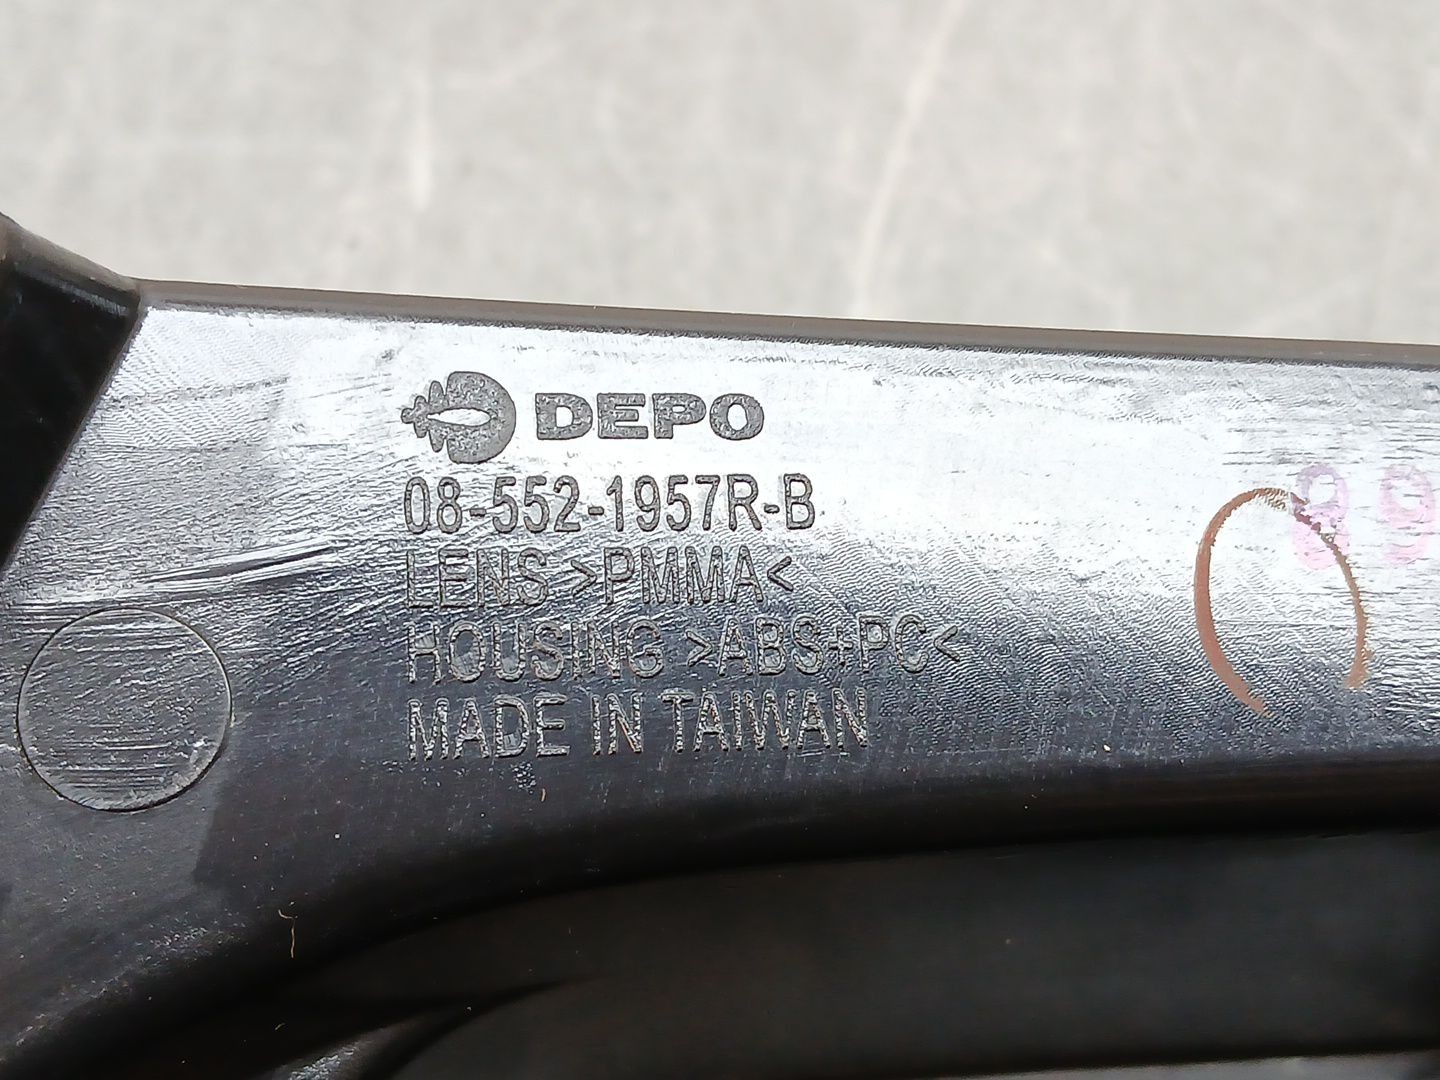 DEPO
08-552-1957R-B
LENS >PMMA<
HOUSING >ABS+PC<
MADE IN TAIWAN